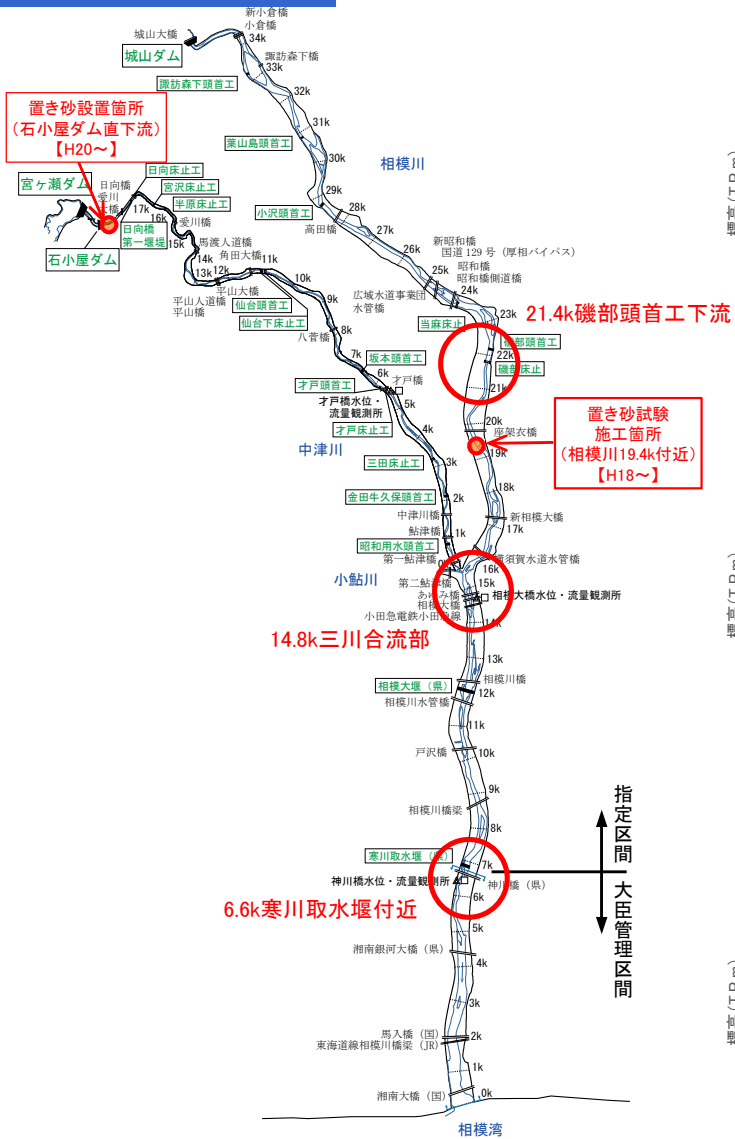 新小倉橋
小倉橋
城山大橋
34k
城山ダム
諏訪森下橋
33k
諏訪森下頭首工
32k
置き砂設置箇所
(石小屋ダム直下流)
【H20～】
31k
葉山島頭首工
30k
相模川
日向床止工
宮ヶ瀬ダム
日向橋
愛川
大橋
宮沢床止工
17k
16k
半原床止工
29k
小沢頭首工
28k
高田橋
日向橋
第一堰堤
愛川橋
15k
27k
石小屋ダム
馬渡人道橋
14k
角田大橋
26k
新昭和橋
国道129号(厚相バイパス)
13k
12k
11k
10k
25k
昭和橋
昭和橋側道橋
24k
平山大橋
平山人道橋
平山橋
仙台頭首工
9k
広域水道事業団
水管橋
23k
21.4k磯部頭首工下流
仙台下床止工
八菅橋
8k
当麻床止
磯部頭首工
22k
磯部床止
7k
坂本頭首工
6k
21k
才戸頭首工
才戸橋
才戸橋水位・
流量観測所
5k
置き砂試験
施工箇所
(相模川19.4k付近)
【H18～】
20k
座架衣橋
才戸床止工
4k
19k
中津川
三田床止工
3k
18k
金田牛久保頭首工
2k
中津川橋
新相模大橋
17k
鮎津橋
1k
昭和用水頭首工
第一鮎津橋
0k
横須賀水道水管橋
16k
小鮎川
第二鮎津橋
15k
あゆみ橋
相模大橋
相模大橋水位・流量観測所
小田急電鉄小田原線
14k
14.8k三川合流部
13k
相模川橋
相模大堰(県)
12k
相模川水管橋
11k
戸沢橋
10k
9k
指定区間
相模川橋梁
8k
寒川取水堰(県)
7k
神川橋水位・流量観測所
神川橋(県)
6k
6.6k寒川取水堰付近
大臣管理区間
5k
湘南銀河大橋(県)
4k
3k
馬入橋(国)
2k
東海道線相模川橋梁(JR)
1k
湘南大橋(国)
0k
相模湾
標高(T.P.m)
標高(T.P.m)
標高(T.P.m)